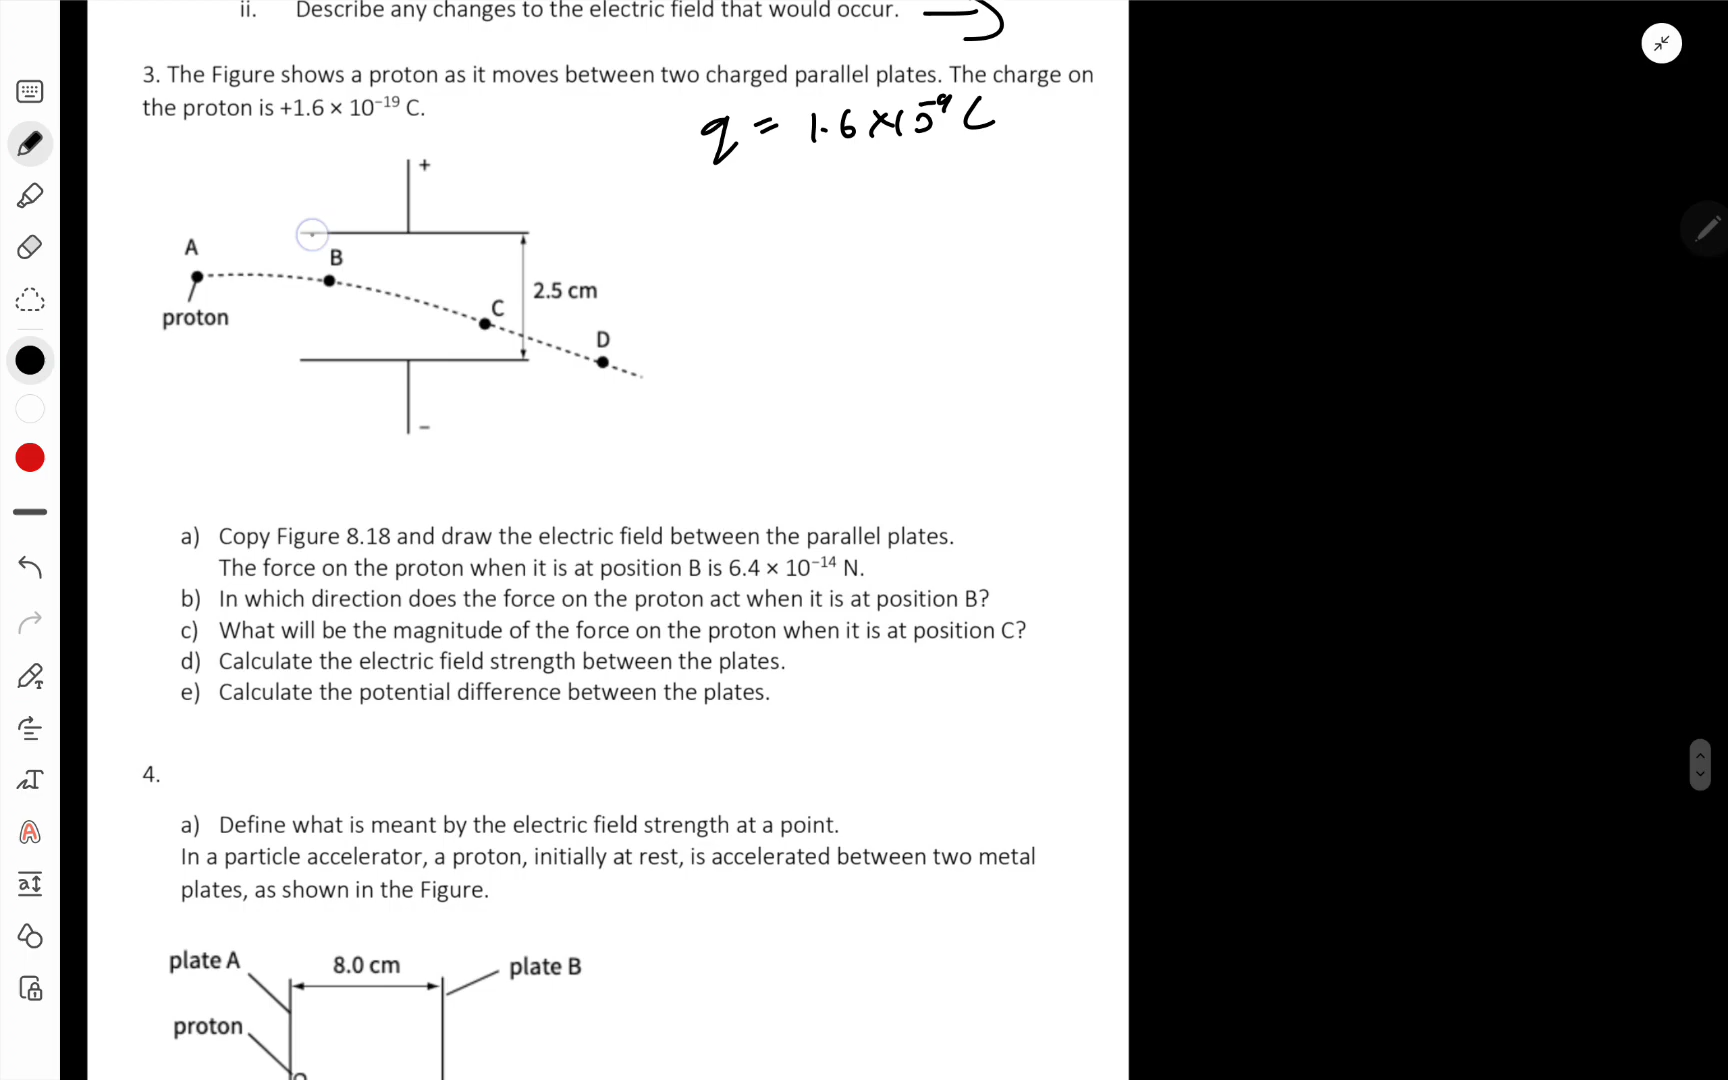 ii. Describe any changes to the electric field that would occur.
3. The Figure shows a proton as it moves between two charged parallel plates. The charge on
the proton is +1.6 × 10⁻¹⁹ C.
q = 1.6 × 10⁻⁹ C
+
A
B
2.5 cm
C
proton
D
−
a) Copy Figure 8.18 and draw the electric field between the parallel plates.
The force on the proton when it is at position B is 6.4 × 10⁻¹⁴ N.
b) In which direction does the force on the proton act when it is at position B?
c) What will be the magnitude of the force on the proton when it is at position C?
d) Calculate the electric field strength between the plates.
e) Calculate the potential difference between the plates.
4.
a) Define what is meant by the electric field strength at a point.
In a particle accelerator, a proton, initially at rest, is accelerated between two metal
plates, as shown in the Figure.
plate A
8.0 cm
plate B
proton